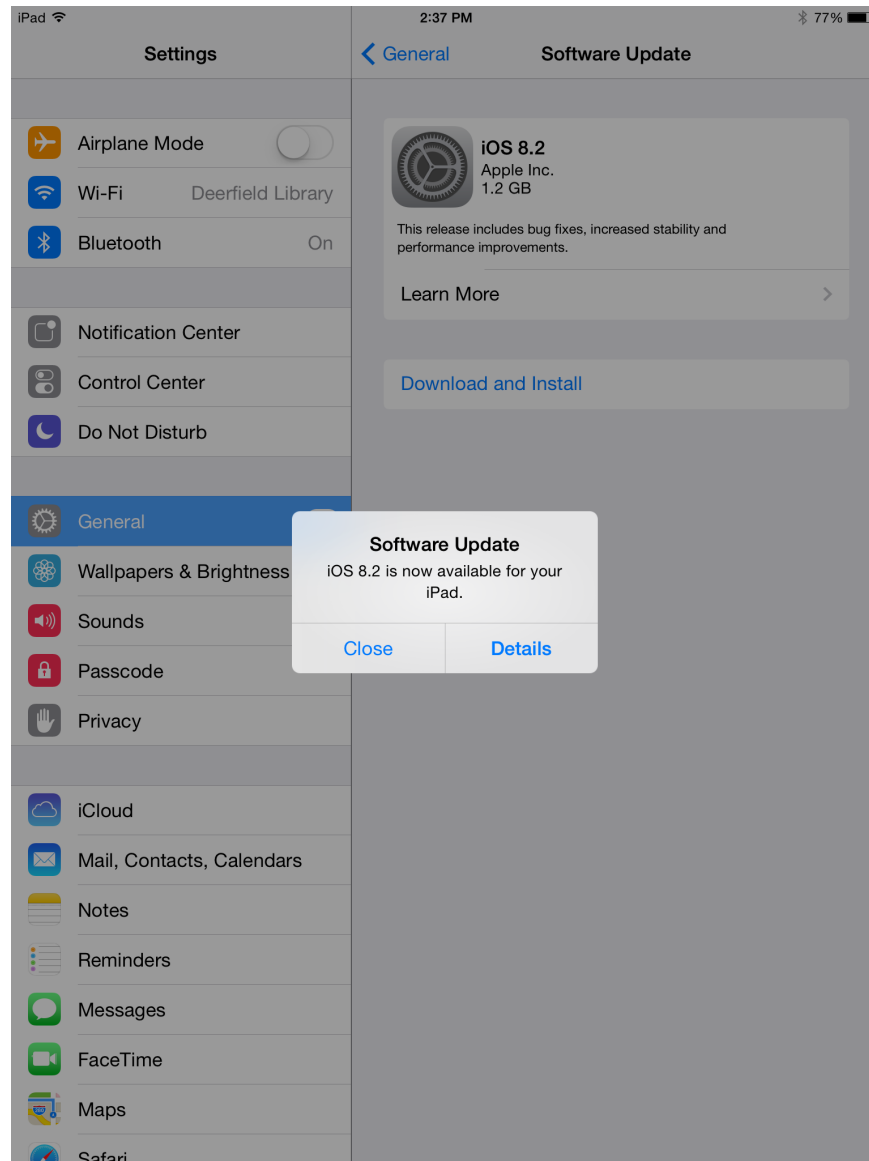 iPad
2:37 PM
77%
Settings
General
Software Update
Airplane Mode
Wi-Fi
Deerfield Library
Bluetooth
On
Notification Center
Control Center
Do Not Disturb
General
Wallpapers & Brightness
Sounds
Passcode
Privacy
iCloud
Mail, Contacts, Calendars
Notes
Reminders
Messages
FaceTime
Maps
Safari
iOS 8.2
Apple Inc.
1.2 GB
This release includes bug fixes, increased stability and
performance improvements.
Learn More
Download and Install
Software Update
iOS 8.2 is now available for your
iPad.
Close
Details